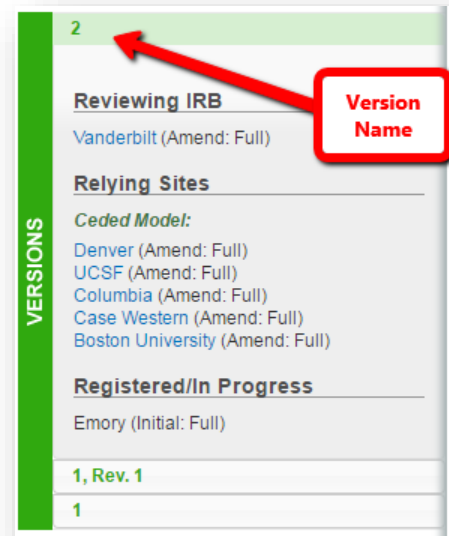 2
Version
Name
Reviewing IRB
Vanderbilt (Amend: Full)
Relying Sites
Ceded Model:
Denver (Amend: Full)
UCSF (Amend: Full)
Columbia (Amend: Full)
Case Western (Amend: Full)
Boston University (Amend: Full)
Registered/In Progress
Emory (Initial: Full)
1, Rev. 1
1
VERSIONS